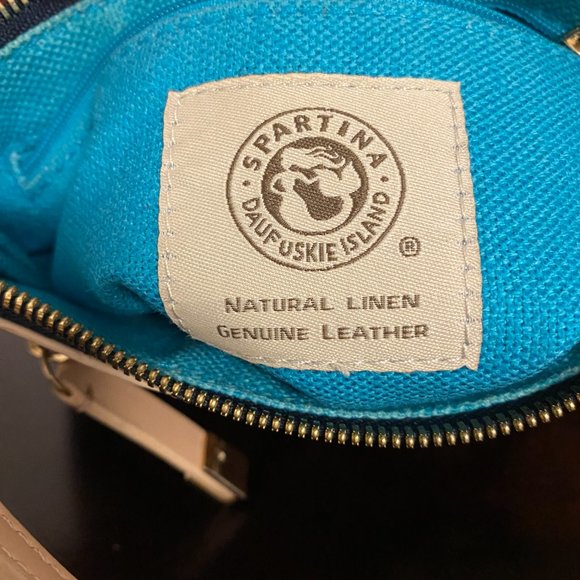 SPARTINA
DAUFUSKIE ISLAND
®
NATURAL LINEN
GENUINE LEATHER